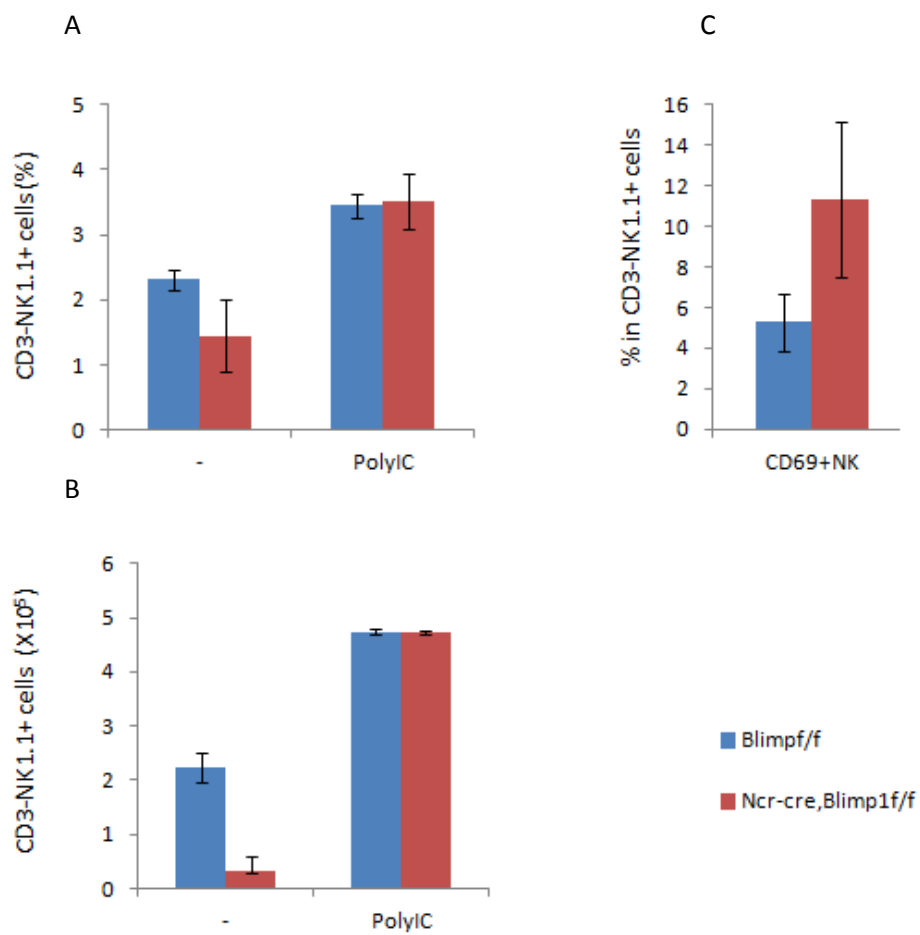 A
CD3-NK1.1+ cells (%)
5
4
3
2
1
0
-
PolyIC
C
% in CD3-NK1.1+ cells
16
14
12
10
8
6
4
2
0
CD69+NK
B
CD3-NK1.1+ cells (X10⁵)
6
5
4
3
2
1
0
-
PolyIC
Blimpf/f
Ncr-cre,Blimp1f/f